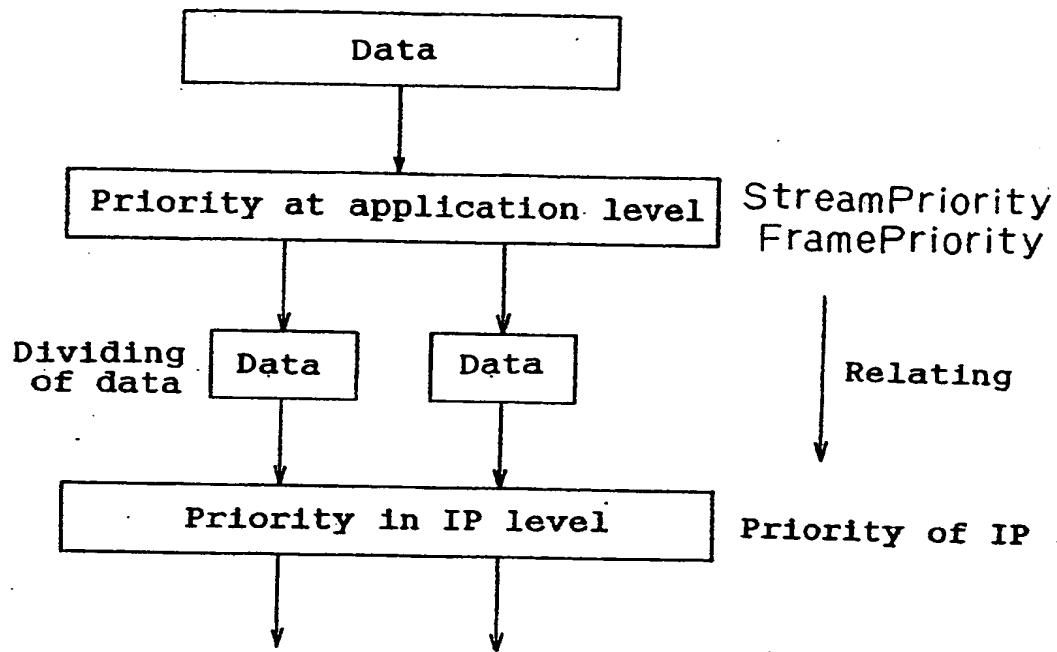 Data
Priority at application level
StreamPriority
FramePriority
Dividing
of data
Data
Data
Relating
Priority in IP level
Priority of IP